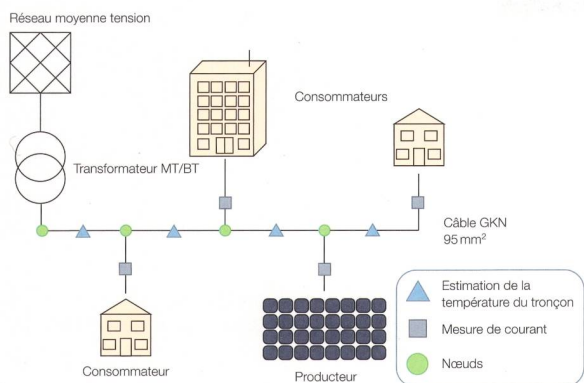 Réseau moyenne tension
Consommateurs
Transformateur MT/BT
Câble GKN
95 mm²
Estimation de la
température du tronçon
Mesure de courant
Nœuds
Consommateur
Producteur